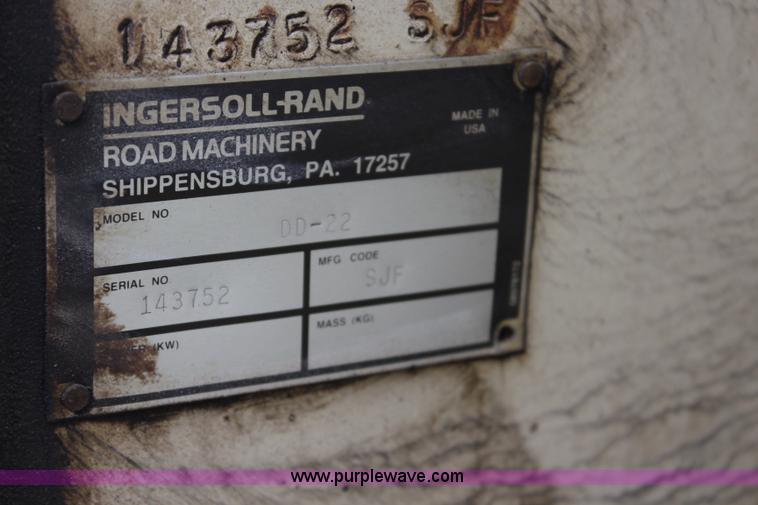 143752 SJF
INGERSOLL-RAND
MADE IN
USA
ROAD MACHINERY
SHIPPENSBURG, PA. 17257
MODEL NO
DD-22
SERIAL NO
143752
MFG CODE
SJF
(KW)
MASS (KG)
www.purplewave.com